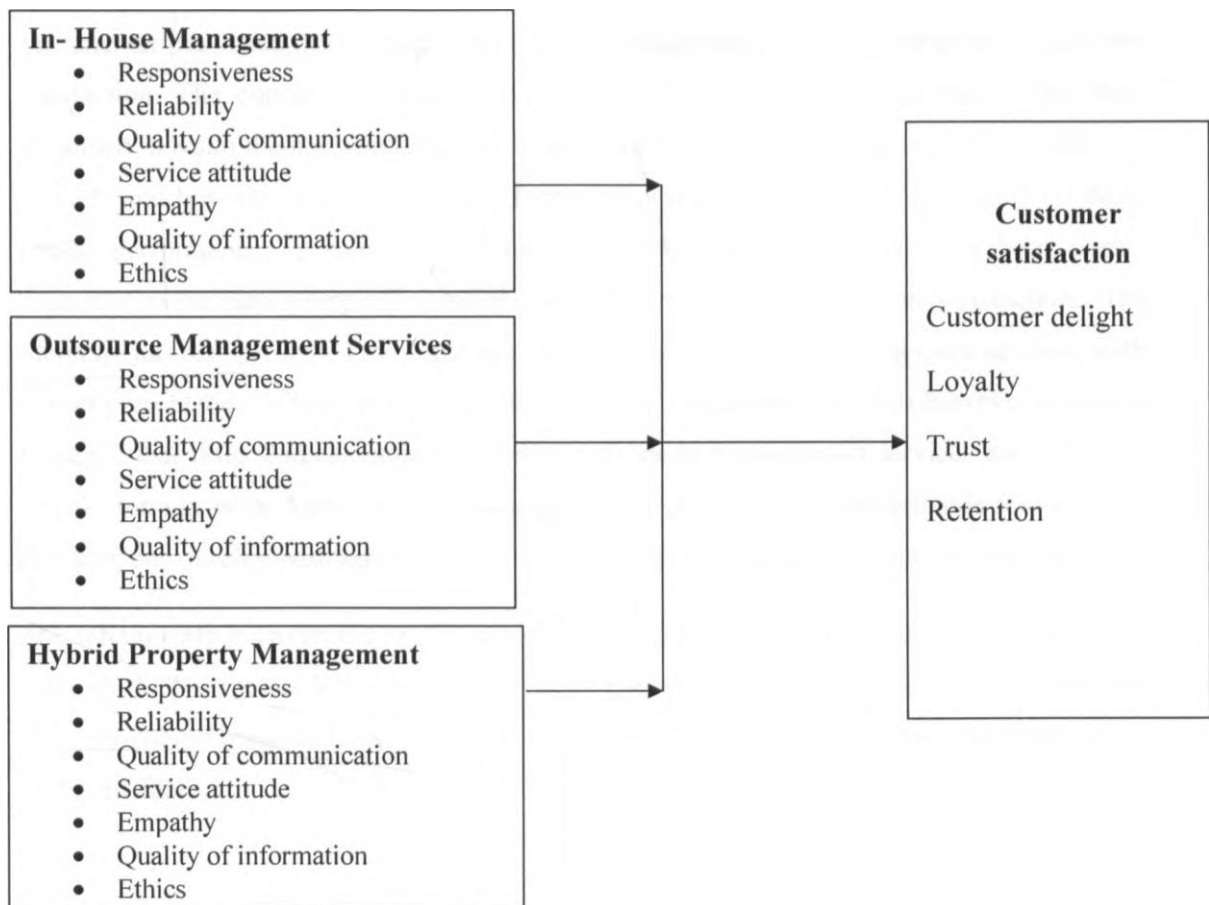 In- House Management
• Responsiveness
• Reliability
• Quality of communication
• Service attitude
• Empathy
• Quality of information
• Ethics
Outsource Management Services
• Responsiveness
• Reliability
• Quality of communication
• Service attitude
• Empathy
• Quality of information
• Ethics
Hybrid Property Management
• Responsiveness
• Reliability
• Quality of communication
• Service attitude
• Empathy
• Quality of information
• Ethics
Customer
satisfaction
Customer delight
Loyalty
Trust
Retention